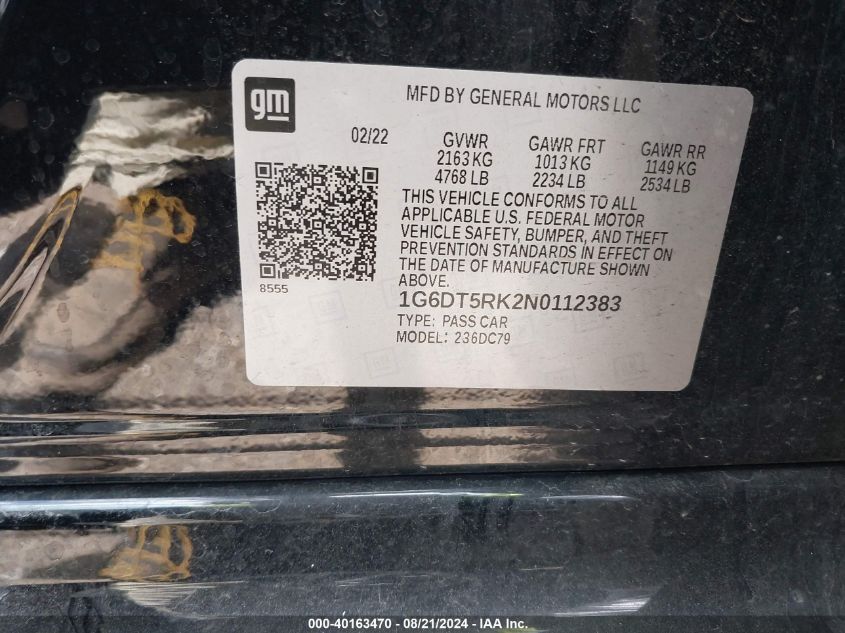 gm
MFD BY GENERAL MOTORS LLC
02/22
GVWR
2163 KG
4768 LB
GAWR FRT
1013 KG
2234 LB
GAWR RR
1149 KG
2534 LB
THIS VEHICLE CONFORMS TO ALL
APPLICABLE U.S. FEDERAL MOTOR
VEHICLE SAFETY, BUMPER, AND THEFT
PREVENTION STANDARDS IN EFFECT ON
THE DATE OF MANUFACTURE SHOWN
ABOVE.
8555
1G6DT5RK2N0112383
TYPE: PASS CAR
MODEL: 236DC79
000-40163470 - 08/21/2024 - IAA Inc.